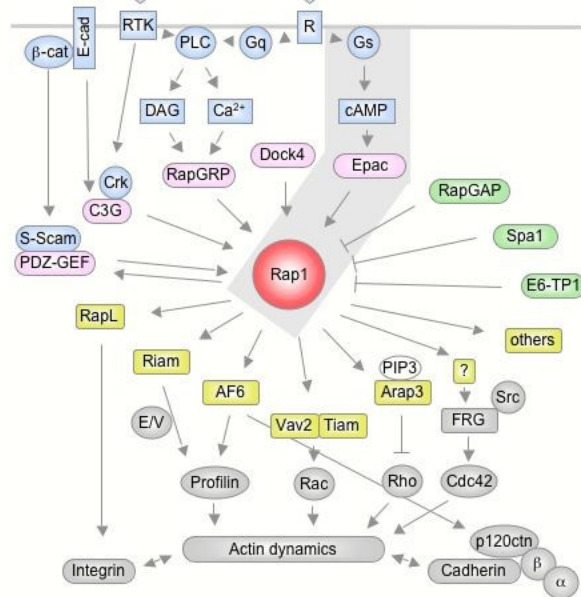 E-cad
RTK
R
β-cat
PLC
Gq
Gs
DAG
Ca²⁺
cAMP
Dock4
Epac
RapGRP
Crk
C3G
RapGAP
S-Scam
PDZ-GEF
Spa1
Rap1
E6-TP1
RapL
others
Riam
PIP3
?
AF6
Arap3
Src
E/V
Vav2
Tiam
FRG
Profilin
Rac
Rho
Cdc42
p120ctn
Actin dynamics
β
Integrin
Cadherin
α